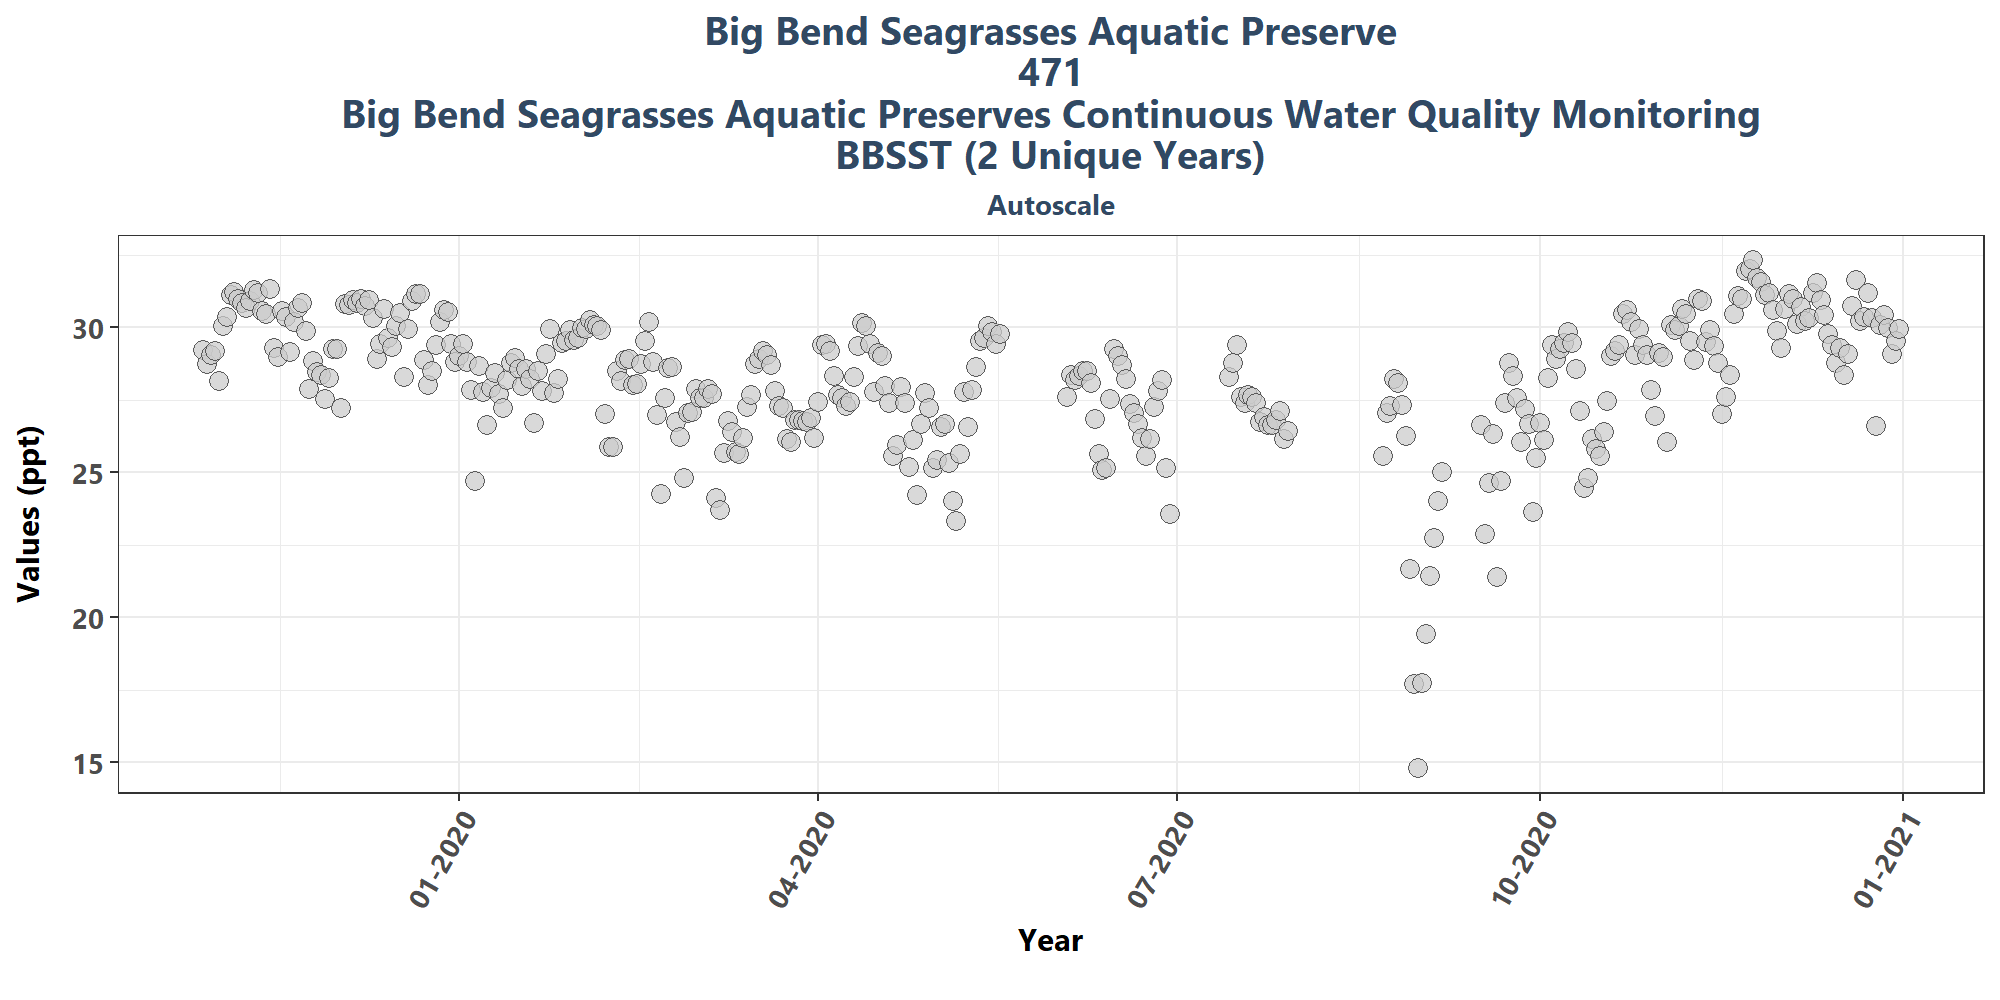 Big Bend Seagrasses Aquatic Preserve
471
Big Bend Seagrasses Aquatic Preserves Continuous Water Quality Monitoring
BBSST (2 Unique Years)
Autoscale
Values (ppt)
30
25
20
15
01-2020
04-2020
07-2020
10-2020
01-2021
Year